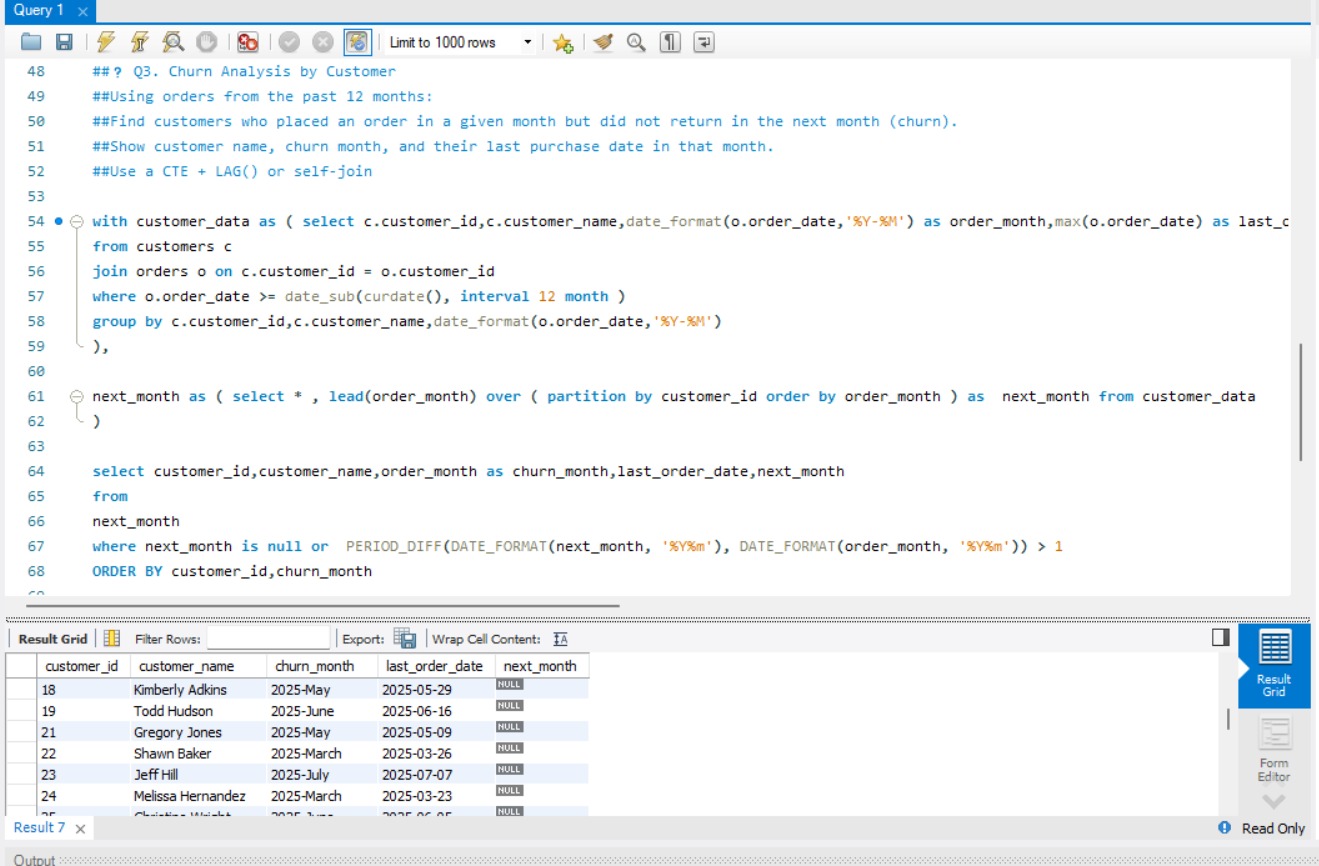 Query 1
Limit to 1000 rows
48 ##? Q3. Churn Analysis by Customer
49 ##Using orders from the past 12 months:
50 ##Find customers who placed an order in a given month but did not return in the next month (churn).
51 ##Show customer name, churn month, and their last purchase date in that month.
52 ##Use a CTE + LAG() or self-join
53
54 with customer_data as ( select c.customer_id,c.customer_name,date_format(o.order_date,'%Y-%M') as order_month,max(o.order_date) as
55 from customers c
56 join orders o on c.customer_id = o.customer_id
57 where o.order_date >= date_sub(curdate(), interval 12 month )
58 group by c.customer_id,c.customer_name,date_format(o.order_date,'%Y-%M')
59 ),
60
61 next_month as ( select * , lead(order_month) over ( partition by customer_id order by order_month ) as next_month from customer_data
62 )
63
64 select customer_id,customer_name,order_month as churn_month,last_order_date,next_month
65 from
66 next_month
67 where next_month is null or PERIOD_DIFF(DATE_FORMAT(next_month, '%Y%m'), DATE_FORMAT(order_month, '%Y%m')) > 1
68 ORDER BY customer_id,churn_month
Result Grid Filter Rows: Export: Wrap Cell Content:
customer_id customer_name churn_month last_order_date next_month
18 Kimberly Adkins 2025-May 2025-05-29 NULL
19 Todd Hudson 2025-June 2025-06-16 NULL
21 Gregory Jones 2025-May 2025-05-09 NULL
22 Shawn Baker 2025-March 2025-03-26 NULL
23 Jeff Hill 2025-July 2025-07-07 NULL
24 Melissa Hernandez 2025-March 2025-03-23 NULL
NULL
Result Grid
Form Editor
Result 7
Read Only
Output